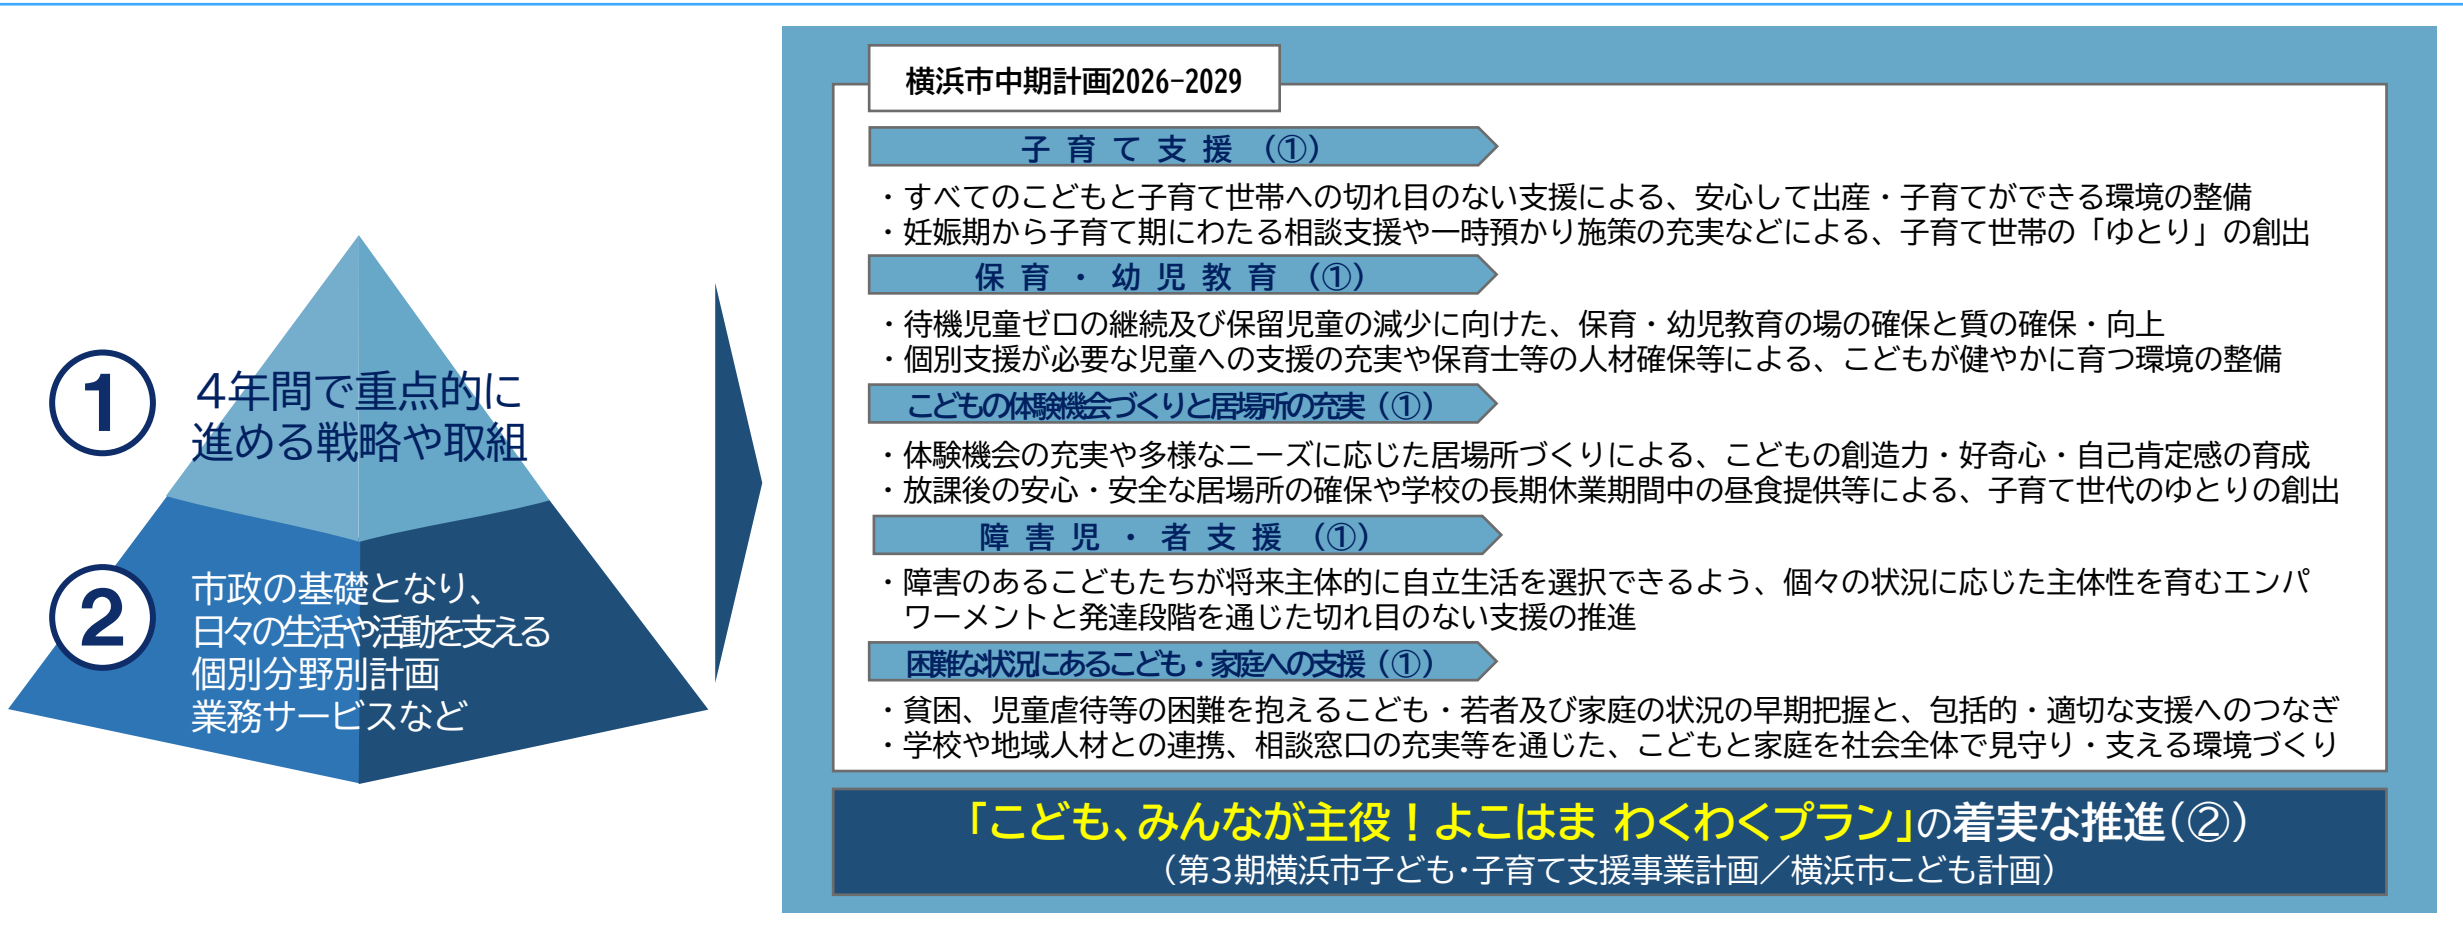 ①
４年間で重点的に
進める戦略や取組
②
市政の基礎となり、
日々の生活や活動を支える
個別分野別計画
業務サービスなど
横浜市中期計画2026-2029
子育て支援（①）
・すべてのこどもと子育て世帯への切れ目のない支援による、安心して出産・子育てができる環境の整備
・妊娠期から子育て期にわたる相談支援や一時預かり施策の充実などによる、子育て世帯の「ゆとり」の創出
保育・幼児教育（①）
・待機児童ゼロの継続及び保留児童の減少に向けた、保育・幼児教育の場の確保と質の確保・向上
・個別支援が必要な児童への支援の充実や保育士等の人材確保等による、こどもが健やかに育つ環境の整備
こどもの体験機会づくりと居場所の充実（①）
・体験機会の充実や多様なニーズに応じた居場所づくりによる、こどもの創造力・好奇心・自己肯定感の育成
・放課後の安心・安全な居場所の確保や学校の長期休業期間中の昼食提供等による、子育て世代のゆとりの創出
障害児・者支援（①）
・障害のあるこどもたちが将来主体的に自立生活を選択できるよう、個々の状況に応じた主体性を育むエンパ
ワーメントと発達段階を通じた切れ目のない支援の推進
困難な状況にあるこども・家庭への支援（①）
・貧困、児童虐待等の困難を抱えるこども・若者及び家庭の状況の早期把握と、包括的・適切な支援へのつなぎ
・学校や地域人材との連携、相談窓口の充実等を通じた、こどもと家庭を社会全体で見守り・支える環境づくり
「こども、みんなが主役！よこはま わくわくプラン」の着実な推進（②）
（第３期横浜市子ども・子育て支援事業計画／横浜市こども計画）